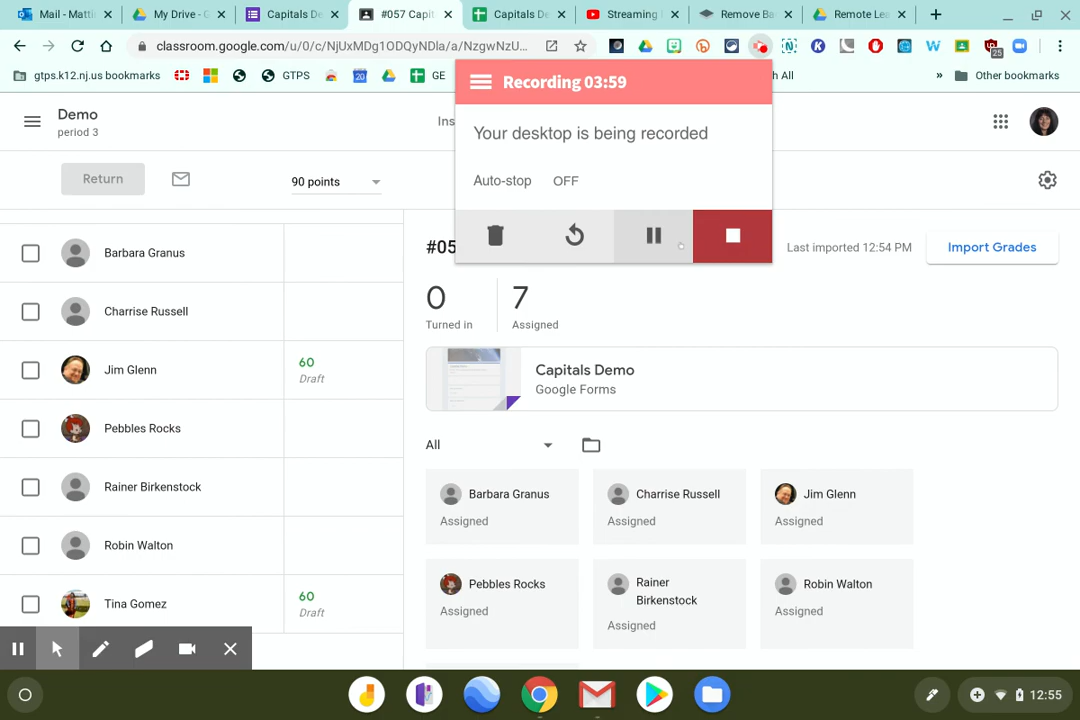 M Mail - Matti
My Drive - G
Capitals De
#057 Capit
Capitals De
Streaming
Remove Ba
Remote Lea
classroom.google.com/u/0/c/NjUxMDg1ODQyNDla/a/NzgwNzU...
gtps.k12.nj.us bookmarks
GTPS
20
GE
h All
»
Other bookmarks
25
Recording 03:59
Your desktop is being recorded
Auto-stop OFF
Demo
period 3
Ins
Return
90 points
Barbara Granus
Charrise Russell
Jim Glenn
60
Draft
Pebbles Rocks
Rainer Birkenstock
Robin Walton
Tina Gomez
60
Draft
#05
Last imported 12:54 PM
Import Grades
0
Turned in
7
Assigned
Capitals Demo
Google Forms
All
Barbara Granus
Assigned
Charrise Russell
Assigned
Jim Glenn
Assigned
Pebbles Rocks
Assigned
Rainer
Birkenstock
Assigned
Robin Walton
Assigned
12:55